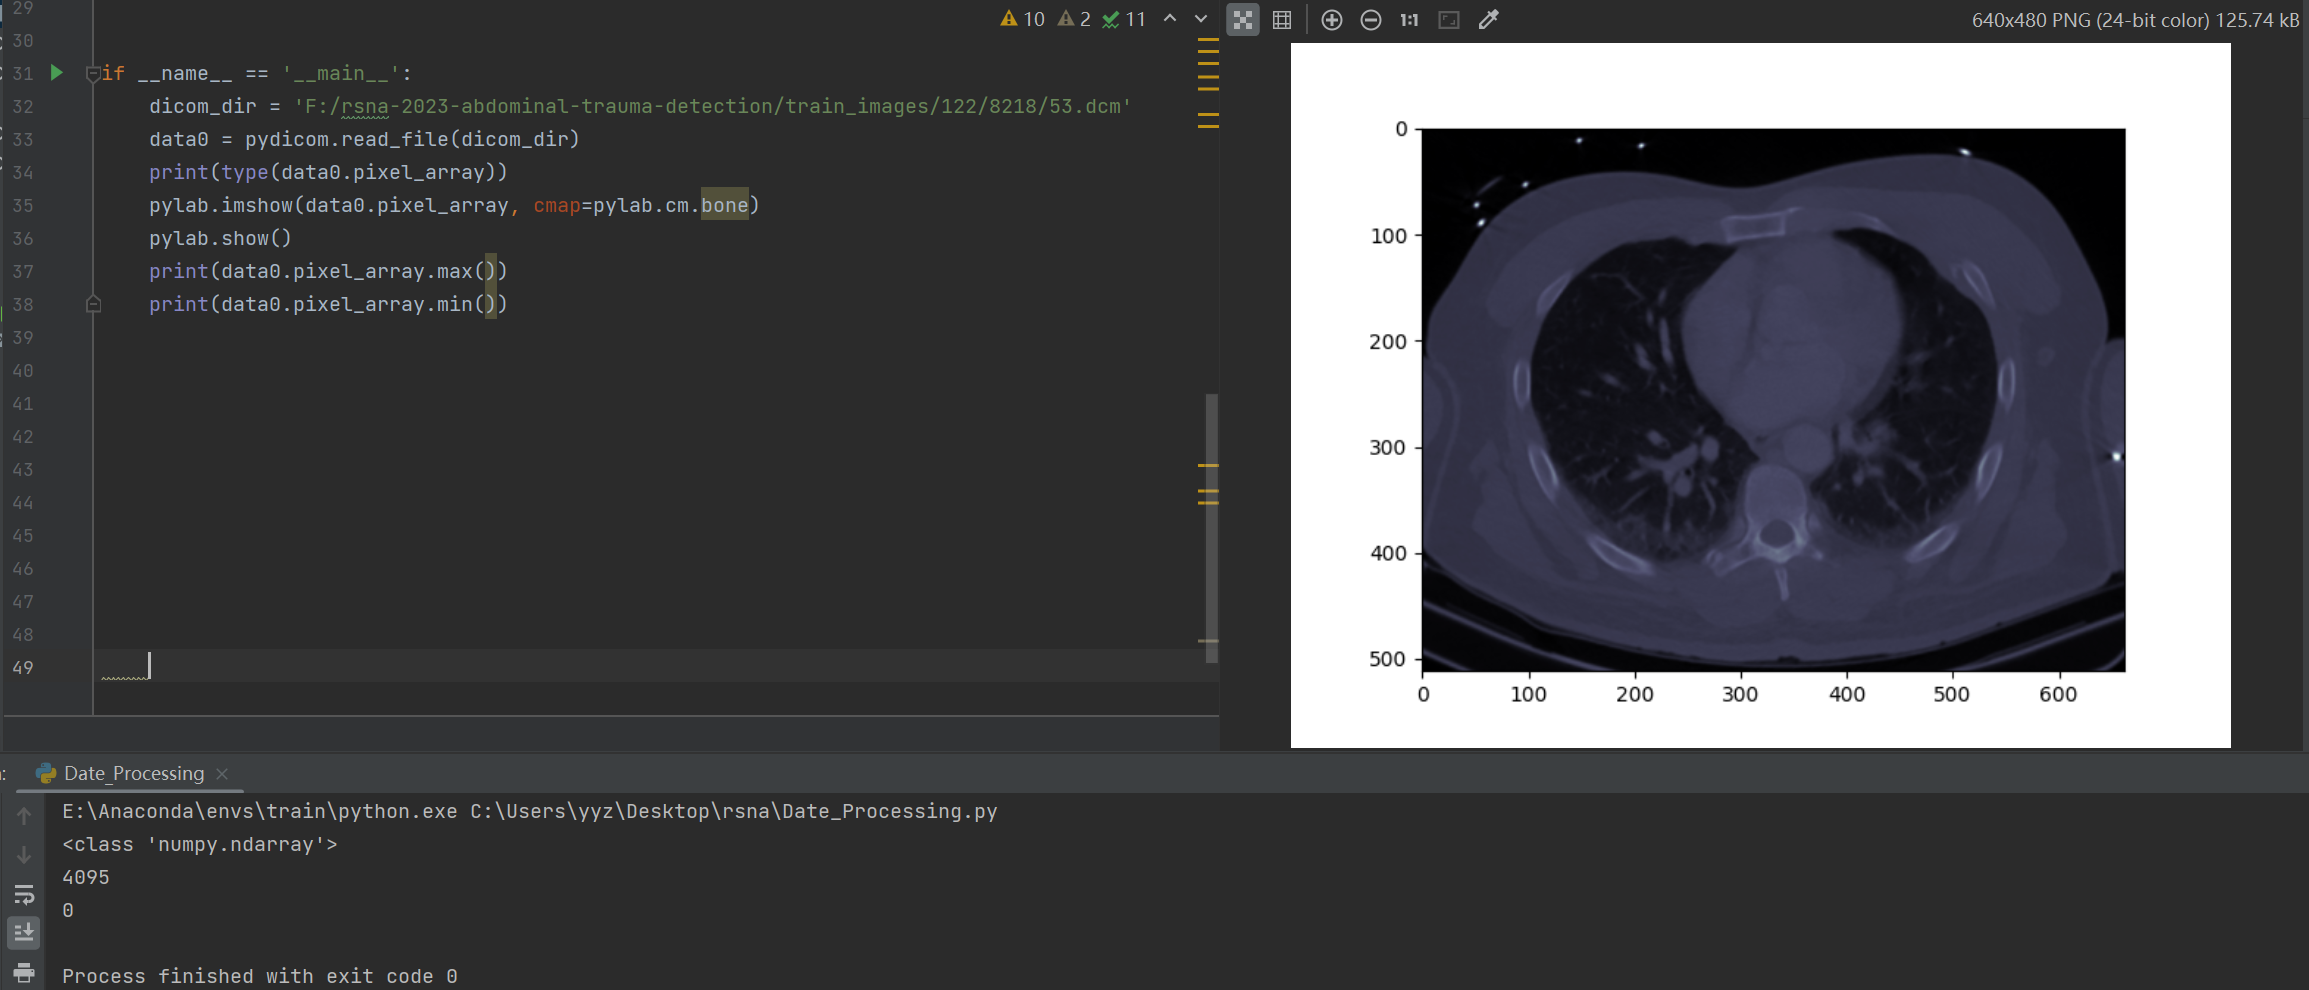 10 2 11
640x480 PNG (24-bit color) 125.74 kB
29
30
31 if __name__ == '__main__':
32 dicom_dir = 'F:/rsna-2023-abdominal-trauma-detection/train_images/122/8218/53.dcm'
33 data0 = pydicom.read_file(dicom_dir)
34 print(type(data0.pixel_array))
35 pylab.imshow(data0.pixel_array, cmap=pylab.cm.bone)
36 pylab.show()
37 print(data0.pixel_array.max())
38 print(data0.pixel_array.min())
39
40
41
42
43
44
45
46
47
48
49
1:1
0
100
200
300
400
500
0 100 200 300 400 500 600
Date_Processing
E:\Anaconda\envs\train\python.exe C:\Users\yyz\Desktop\rsna\Date_Processing.py
<class 'numpy.ndarray'>
4095
0
Process finished with exit code 0